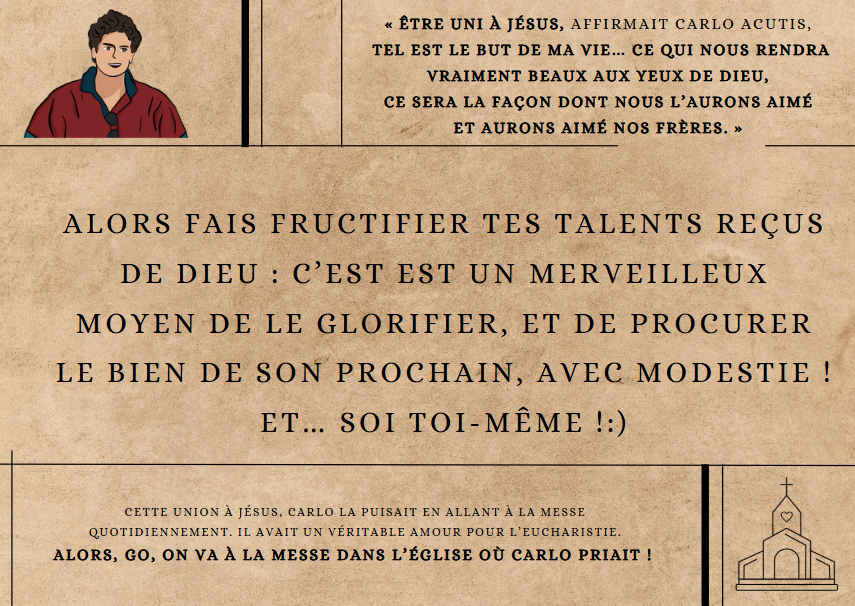 « ÊTRE UNI À JÉSUS, AFFIRMAIT CARLO ACUTIS,
TEL EST LE BUT DE MA VIE... CE QUI NOUS RENDRA
VRAIMENT BEAUX AUX YEUX DE DIEU,
CE SERA LA FAÇON DONT NOUS L'AURONS AIMÉ
ET AURONS AIMÉ NOS FRÈRES. »
ALORS FAIS FRUCTIFIER TES TALENTS REÇUS
DE DIEU : C'EST EST UN MERVEILLEUX
MOYEN DE LE GLORIFIER, ET DE PROCURER
LE BIEN DE SON PROCHAIN, AVEC MODESTIE !
ET... SOI TOI-MÊME !:)
CETTE UNION À JÉSUS, CARLO LA PUISAIT EN ALLANT À LA MESSE
QUOTIDIENNEMENT. IL AVAIT UN VÉRITABLE AMOUR POUR L'EUCHARISTIE.
ALORS, GO, ON VA À LA MESSE DANS L'ÉGLISE OÙ CARLO PRIAIT !